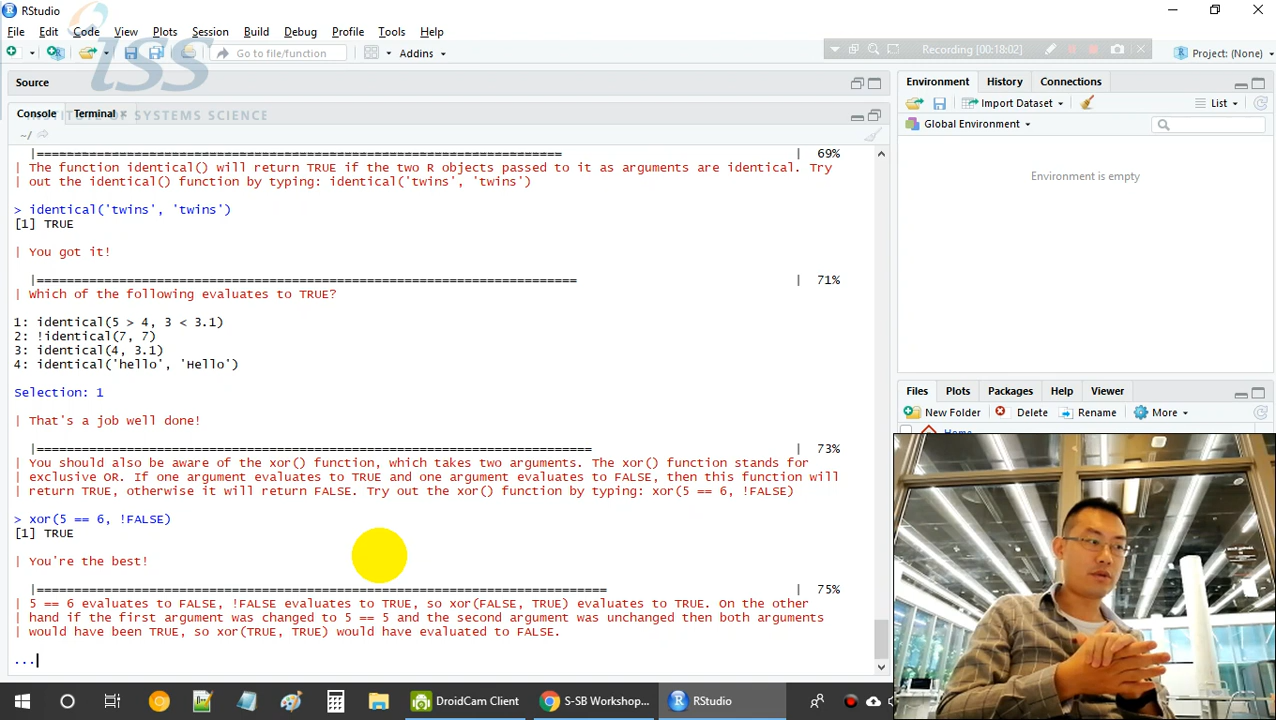 RStudio
File Edit Code View Plots Session Build Debug Profile Tools Help
Go to file/function
Addins
Recording [00:18:02]
Project: (None)
iss
INSTITUTE OF SYSTEMS SCIENCE
Source
Console Terminal
~/
|====================================================================== | 69%
| The function identical() will return TRUE if the two R objects passed to it as arguments are identical. Try
| out the identical() function by typing: identical('twins', 'twins')
> identical('twins', 'twins')
[1] TRUE
| You got it!
|======================================================================== | 71%
| Which of the following evaluates to TRUE?
1: identical(5 > 4, 3 < 3.1)
2: !identical(7, 7)
3: identical(4, 3.1)
4: identical('hello', 'Hello')
Selection: 1
| That's a job well done!
|========================================================================== | 73%
| You should also be aware of the xor() function, which takes two arguments. The xor() function stands for
| exclusive OR. If one argument evaluates to TRUE and one argument evaluates to FALSE, then this function will
| return TRUE, otherwise it will return FALSE. Try out the xor() function by typing: xor(5 == 6, !FALSE)
> xor(5 == 6, !FALSE)
[1] TRUE
| You're the best!
|============================================================================ | 75%
| 5 == 6 evaluates to FALSE, !FALSE evaluates to TRUE, so xor(FALSE, TRUE) evaluates to TRUE. On the other
| hand if the first argument was changed to 5 == 5 and the second argument was unchanged then both arguments
| would have been TRUE, so xor(TRUE, TRUE) would have evaluated to FALSE.
...
Environment History Connections
Import Dataset
List
Global Environment
Environment is empty
Files Plots Packages Help Viewer
New Folder Delete Rename More
Home
DroidCam Client
S-SB Workshop...
RStudio